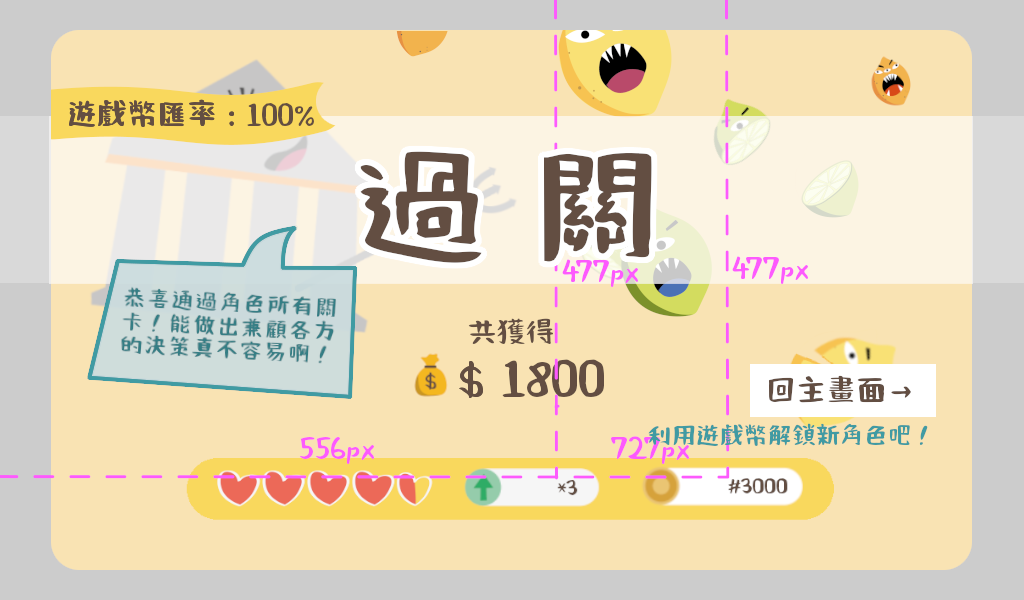 遊戲幣匯率：100%
過 關
477px
477px
恭喜通過角色所有關
卡！能做出兼顧各方
的決策真不容易啊！
共獲得
$
$ 1800
回主畫面→
利用遊戲幣解鎖新角色吧！
556px
727px
*3
#3000